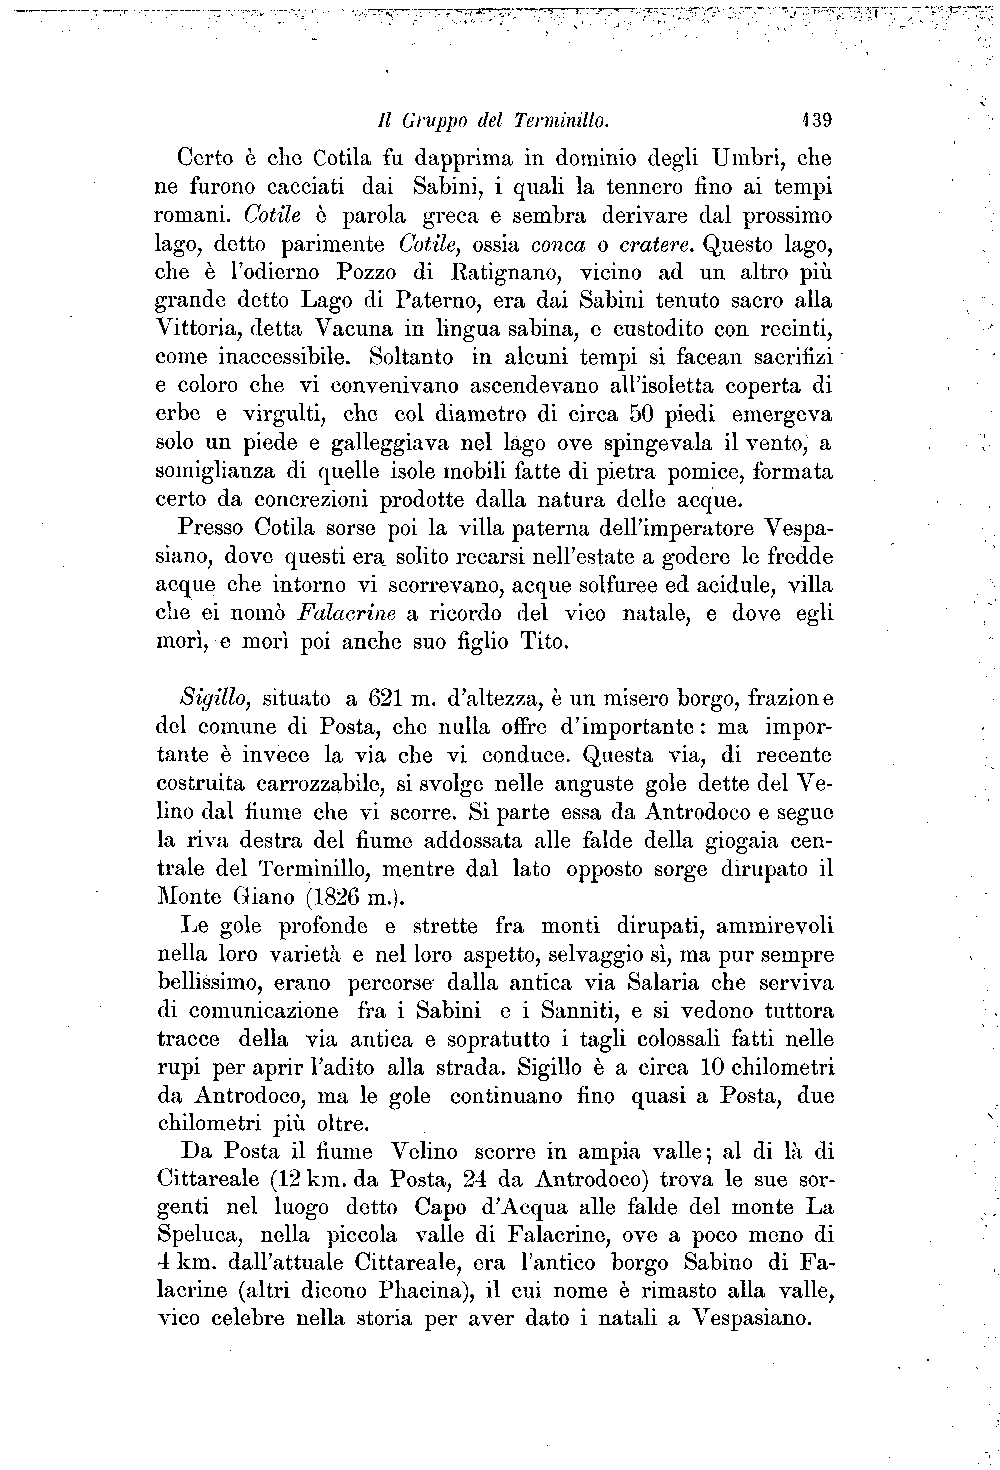 Il Gruppo del Terminillo. 139
Certo è che Cotila fu dapprima in dominio degli Umbri, che
ne furono cacciati dai Sabini, i quali la tennero fino ai tempi
romani. Cotile è parola greca e sembra derivare dal prossimo
lago, detto parimente Cotile, ossia conca o cratere. Questo lago,
che è l'odierno Pozzo di Ratignano, vicino ad un altro più
grande detto Lago di Paterno, era dai Sabini tenuto sacro alla
Vittoria, detta Vacuna in lingua sabina, e custodito con recinti,
come inaccessibile. Soltanto in alcuni tempi si facean sacrifizi
e coloro che vi convenivano ascendevano all'isoletta coperta di
erbe e virgulti, che col diametro di circa 50 piedi emergeva
solo un piede e galleggiava nel lago ove spingevala il vento, a
somiglianza di quelle isole mobili fatte di pietra pomice, formata
certo da concrezioni prodotte dalla natura delle acque.
Presso Cotila sorse poi la villa paterna dell'imperatore Vespa-
siano, dove questi era solito recarsi nell'estate a godere le fredde
acque che intorno vi scorrevano, acque solfuree ed acidule, villa
che ei nomò Falacrine a ricordo del vico natale, e dove egli
morì, e morì poi anche suo figlio Tito.
Sigillo, situato a 621 m. d'altezza, è un misero borgo, frazione
del comune di Posta, che nulla offre d'importante: ma impor-
tante è invece la via che vi conduce. Questa via, di recente
costruita carrozzabile, si svolge nelle anguste gole dette del Ve-
lino dal fiume che vi scorre. Si parte essa da Antrodoco e segue
la riva destra del fiume addossata alle falde della giogaia cen-
trale del Terminillo, mentre dal lato opposto sorge dirupato il
Monte Giano (1826 m.).
Le gole profonde e strette fra monti dirupati, ammirevoli
nella loro varietà e nel loro aspetto, selvaggio sì, ma pur sempre
bellissimo, erano percorse dalla antica via Salaria che serviva
di comunicazione fra i Sabini e i Sanniti, e si vedono tuttora
tracce della via antica e sopratutto i tagli colossali fatti nelle
rupi per aprir l'adito alla strada. Sigillo è a circa 10 chilometri
da Antrodoco, ma le gole continuano fino quasi a Posta, due
chilometri più oltre.
Da Posta il fiume Velino scorre in ampia valle; al di là di
Cittareale (12 km. da Posta, 24 da Antrodoco) trova le sue sor-
genti nel luogo detto Capo d'Acqua alle falde del monte La
Speluca, nella piccola valle di Falacrine, ove a poco meno di
4 km. dall'attuale Cittareale, era l'antico borgo Sabino di Fa-
lacrine (altri dicono Phacina), il cui nome è rimasto alla valle,
vico celebre nella storia per aver dato i natali a Vespasiano.